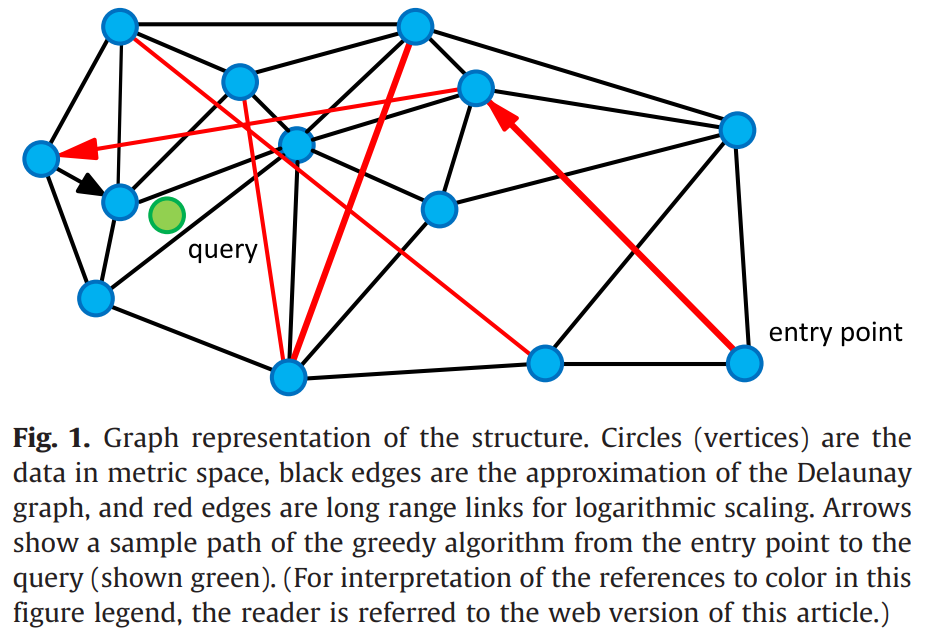 query
entry point
Fig. 1. Graph representation of the structure. Circles (vertices) are the
data in metric space, black edges are the approximation of the Delaunay
graph, and red edges are long range links for logarithmic scaling. Arrows
show a sample path of the greedy algorithm from the entry point to the
query (shown green). (For interpretation of the references to color in this
figure legend, the reader is referred to the web version of this article.)